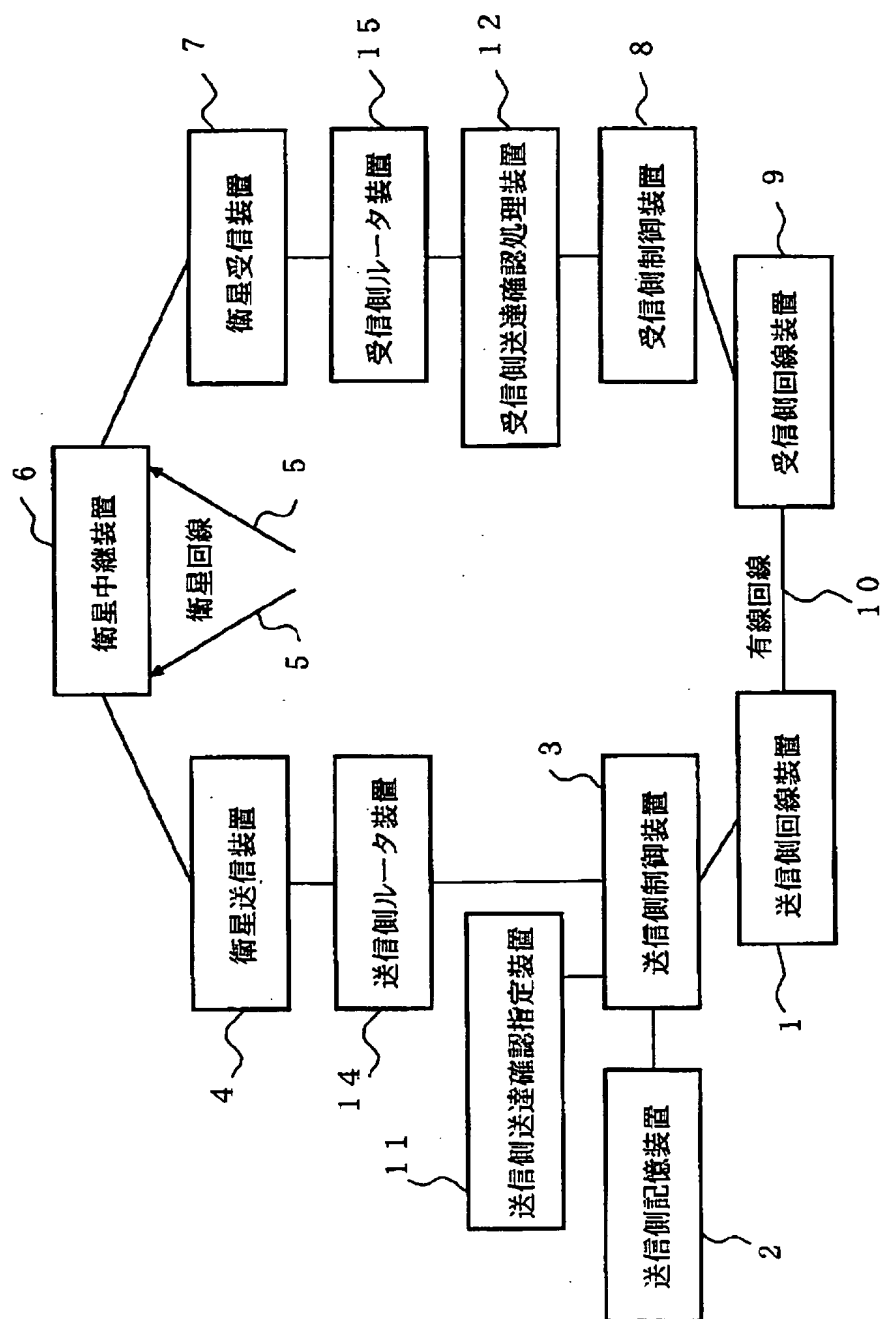 6
衛星中継装置
衛星回線
5
5
4
衛星送信装置
7
衛星受信装置
14
送信側ルータ装置
15
受信側ルータ装置
11
送信側送達確認指定装置
12
受信側送達確認処理装置
3
送信側制御装置
8
受信側制御装置
2
送信側記憶装置
1
送信側回線装置
有線回線
10
9
受信側回線装置